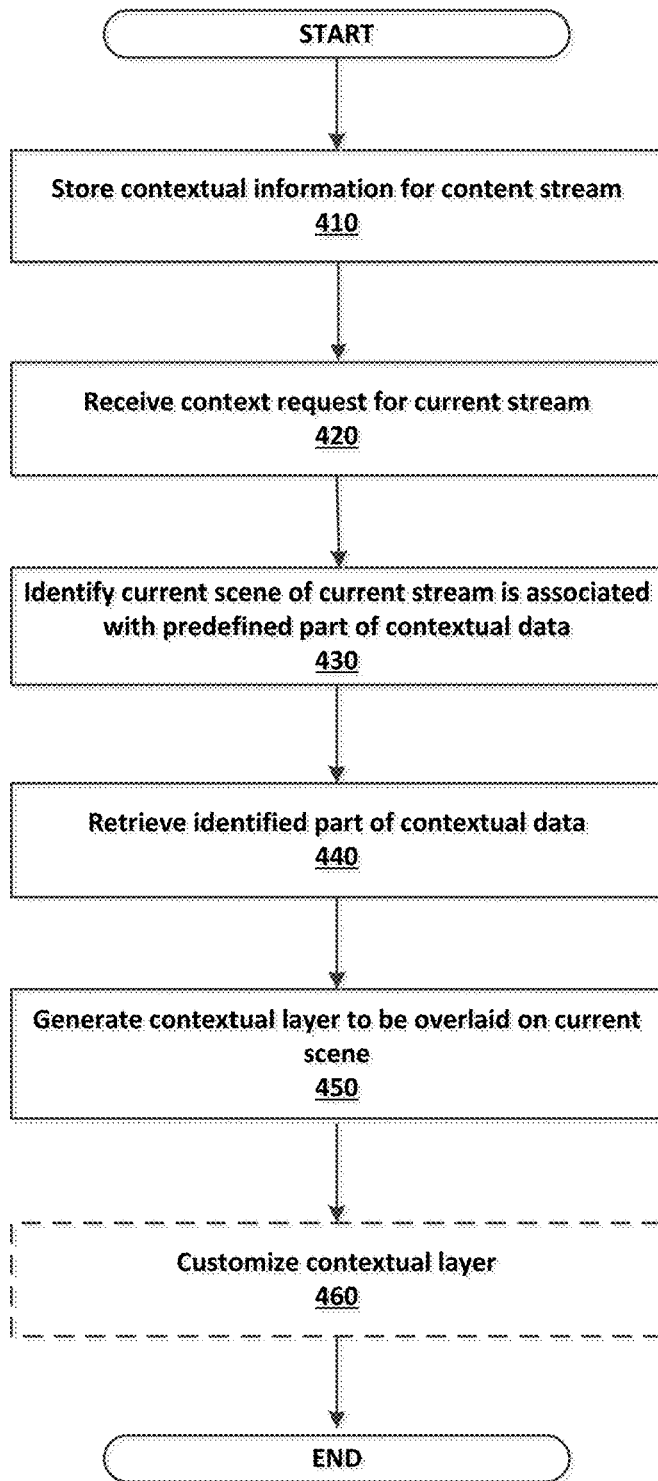 START
Store contextual information for content stream
410
Receive context request for current stream
420
Identify current scene of current stream is associated
with predefined part of contextual data
430
Retrieve identified part of contextual data
440
Generate contextual layer to be overlaid on current
scene
450
Customize contextual layer
460
END